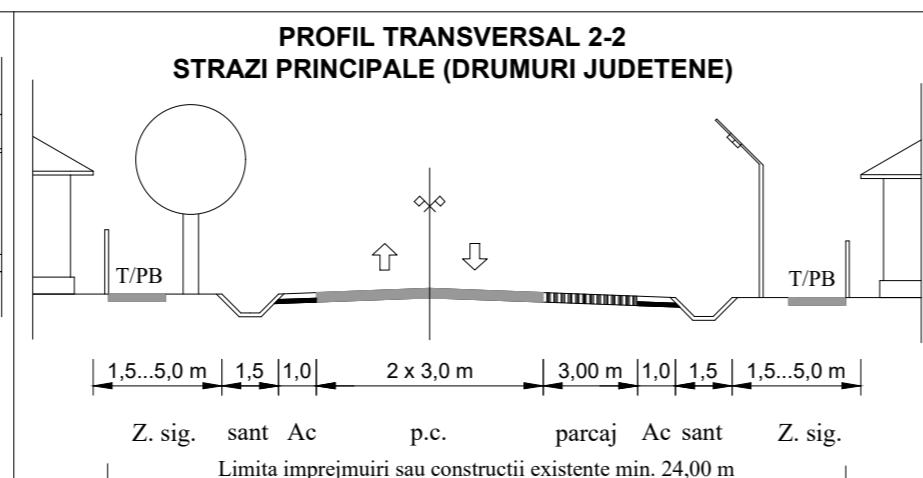 PROFIL TRANSVERSAL 2-2
STRAZI PRINCIPALE (DRUMURI JUDETENE)
T/PB T/PB
1,5...5,0 m 1,5 1,0 2 x 3,0 m 3,00 m 1,0 1,5 1,5...5,0 m
Z. sig. sant Ac p.c. parcaj Ac sant Z. sig.
Limita imprejmuiri sau constructii existente min. 24,00 m